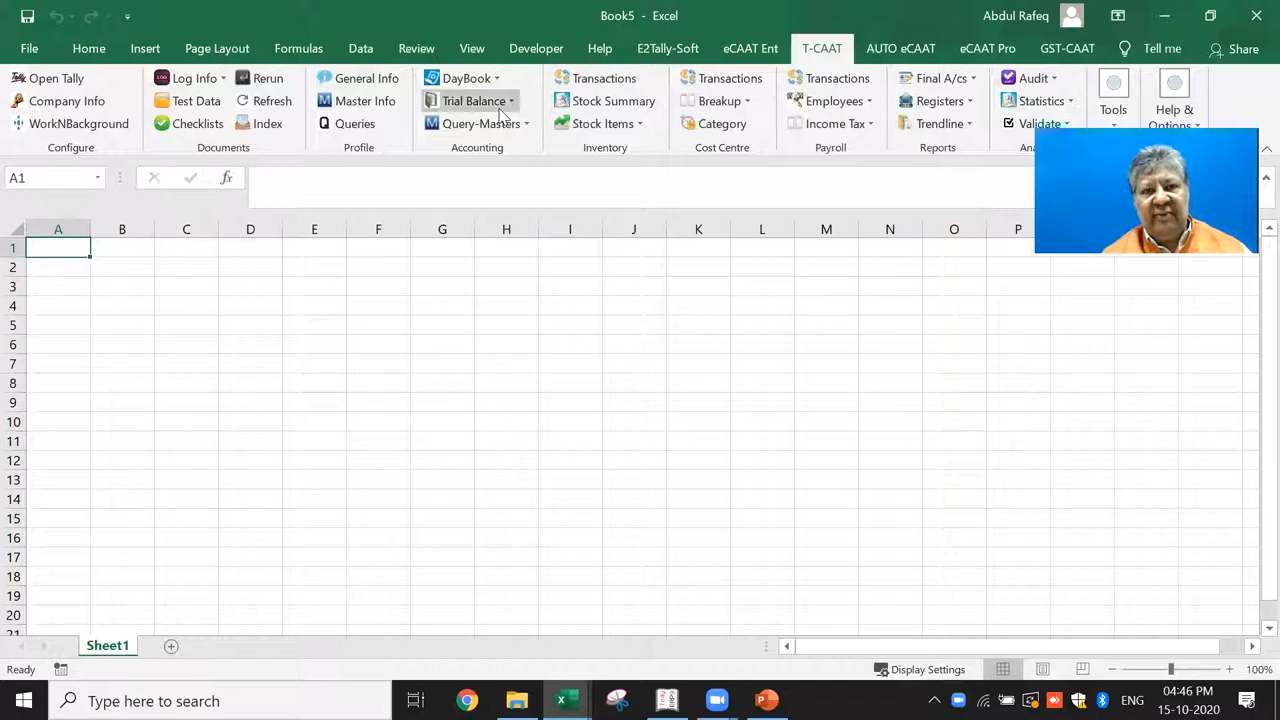 Book5 - Excel
Abdul Rafeq
File Home Insert Page Layout Formulas Data Review View Developer Help E2Tally-Soft eCAAT Ent T-CAAT AUTO eCAAT eCAAT Pro GST-CAAT Tell me Share
Open Tally Log Info Rerun General Info DayBook Transactions Transactions Transactions Final A/cs Audit
Company Info Test Data Refresh Master Info Trial Balance Stock Summary Breakup Employees Registers Statistics Tools Help &
WorkNBackground Checklists Index Queries Query-Masters Stock Items Category Income Tax Trendline Validate Options
Configure Documents Profile Accounting Inventory Cost Centre Payroll Reports
A1 fx
A B C D E F G H I J K L M N O P
1
2
3
4
5
6
7
8
9
10
11
12
13
14
15
16
17
18
19
20
21
Sheet1
Ready Display Settings 100%
Type here to search ENG 04:46 PM
15-10-2020